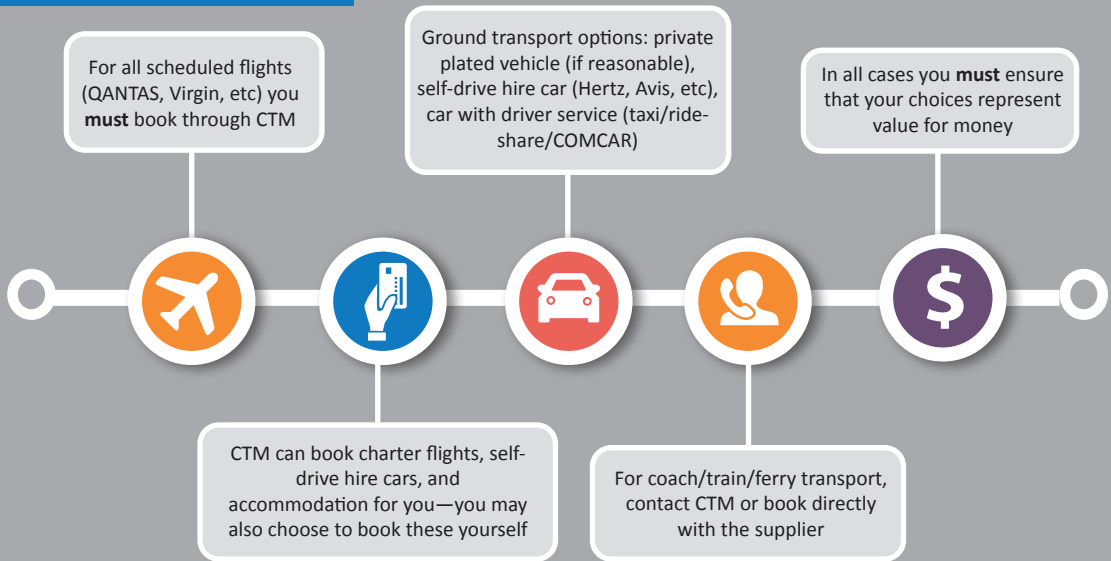 For all scheduled flights
(QANTAS, Virgin, etc) you
must book through CTM
CTM can book charter flights, self-
drive hire cars, and
accommodation for you—you may
also choose to book these yourself
Ground transport options: private
plated vehicle (if reasonable),
self-drive hire car (Hertz, Avis, etc),
car with driver service (taxi/ride-
share/COMCAR)
For coach/train/ferry transport,
contact CTM or book directly
with the supplier
In all cases you must ensure
that your choices represent
value for money
$